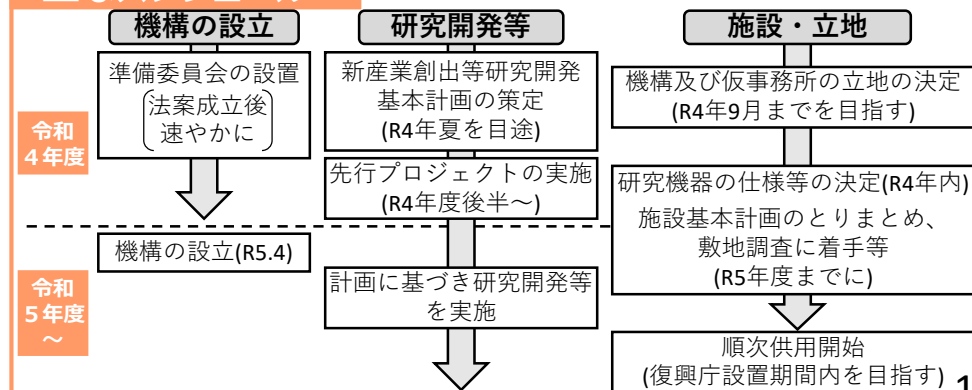 機構の設立
研究開発等
施設・立地
令和
4年度
準備委員会の設置
法案成立後
速やかに
新産業創出等研究開発
基本計画の策定
(R4年夏を目途)
先行プロジェクトの実施
(R4年度後半~)
機構及び仮事務所の立地の決定
(R4年9月までを目指す)
研究機器の仕様等の決定(R4年内)
施設基本計画のとりまとめ、
敷地調査に着手等
(R5年度までに)
令和
5年度
~
機構の設立(R5.4)
計画に基づき研究開発等
を実施
順次供用開始
(復興庁設置期間内を目指す)
1